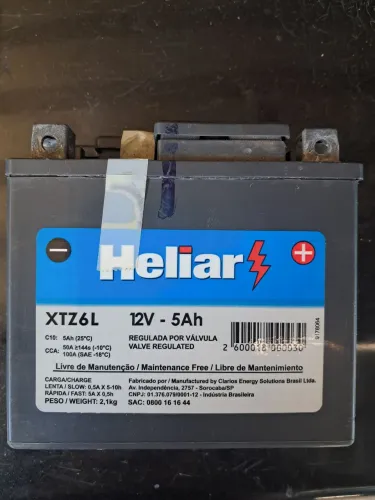 Heliar
XTZ6L 12V - 5Ah
C10: 5Ah (25°C)
CCA: 50A ≥144s (-10°C)
100A (SAE -18°C)
REGULADA POR VÁLVULA
VALVE REGULATED
Livre de Manutenção / Maintenance Free / Libre de Mantenimiento
CARGA/CHARGE
LENTA / SLOW: 0,5A X 5-10h
RÁPIDA / FAST: 5A X 0,5h
PESO / WEIGHT: 2,1kg
Fabricado por / Manufactured by Clarios Energy Solutions Brasil Ltda.
Av. Independência, 2757 - Sorocaba/SP
CNPJ: 01.376.079/0001-12 - Indústria Brasileira
SAC: 0800 16 16 44